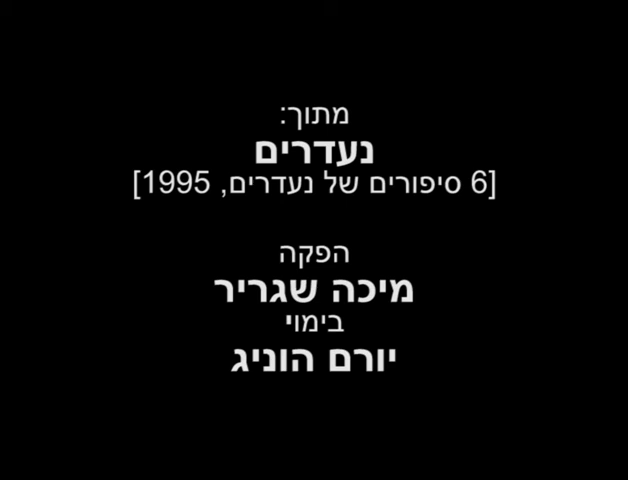 מתוך:
נעדרים
[6 סיפורים של נעדרים, 1995]
הפקה
מיכה שגריר
בימוי
יורם הוניג